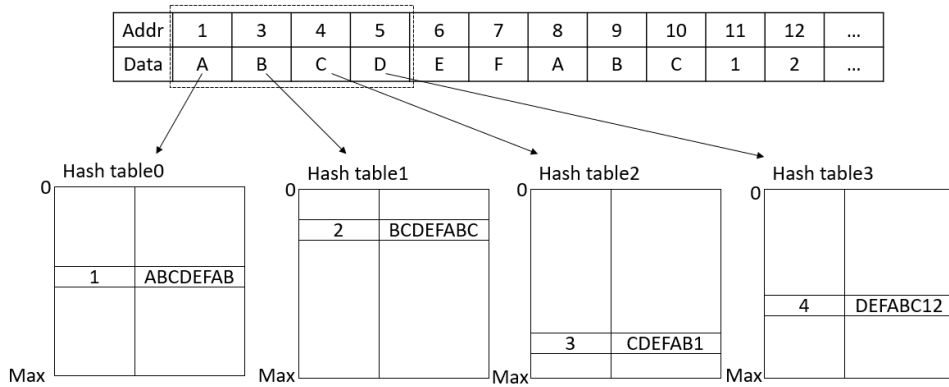 Addr 1 3 4 5 6 7 8 9 10 11 12 ...
Data A B C D E F A B C 1 2 ...
Hash table0 Hash table1 Hash table2 Hash table3
0 0 0 0
2 BCDEFABC
1 ABCDEFAB
4 DEFABC12
3 CDEFAB1
Max Max Max Max